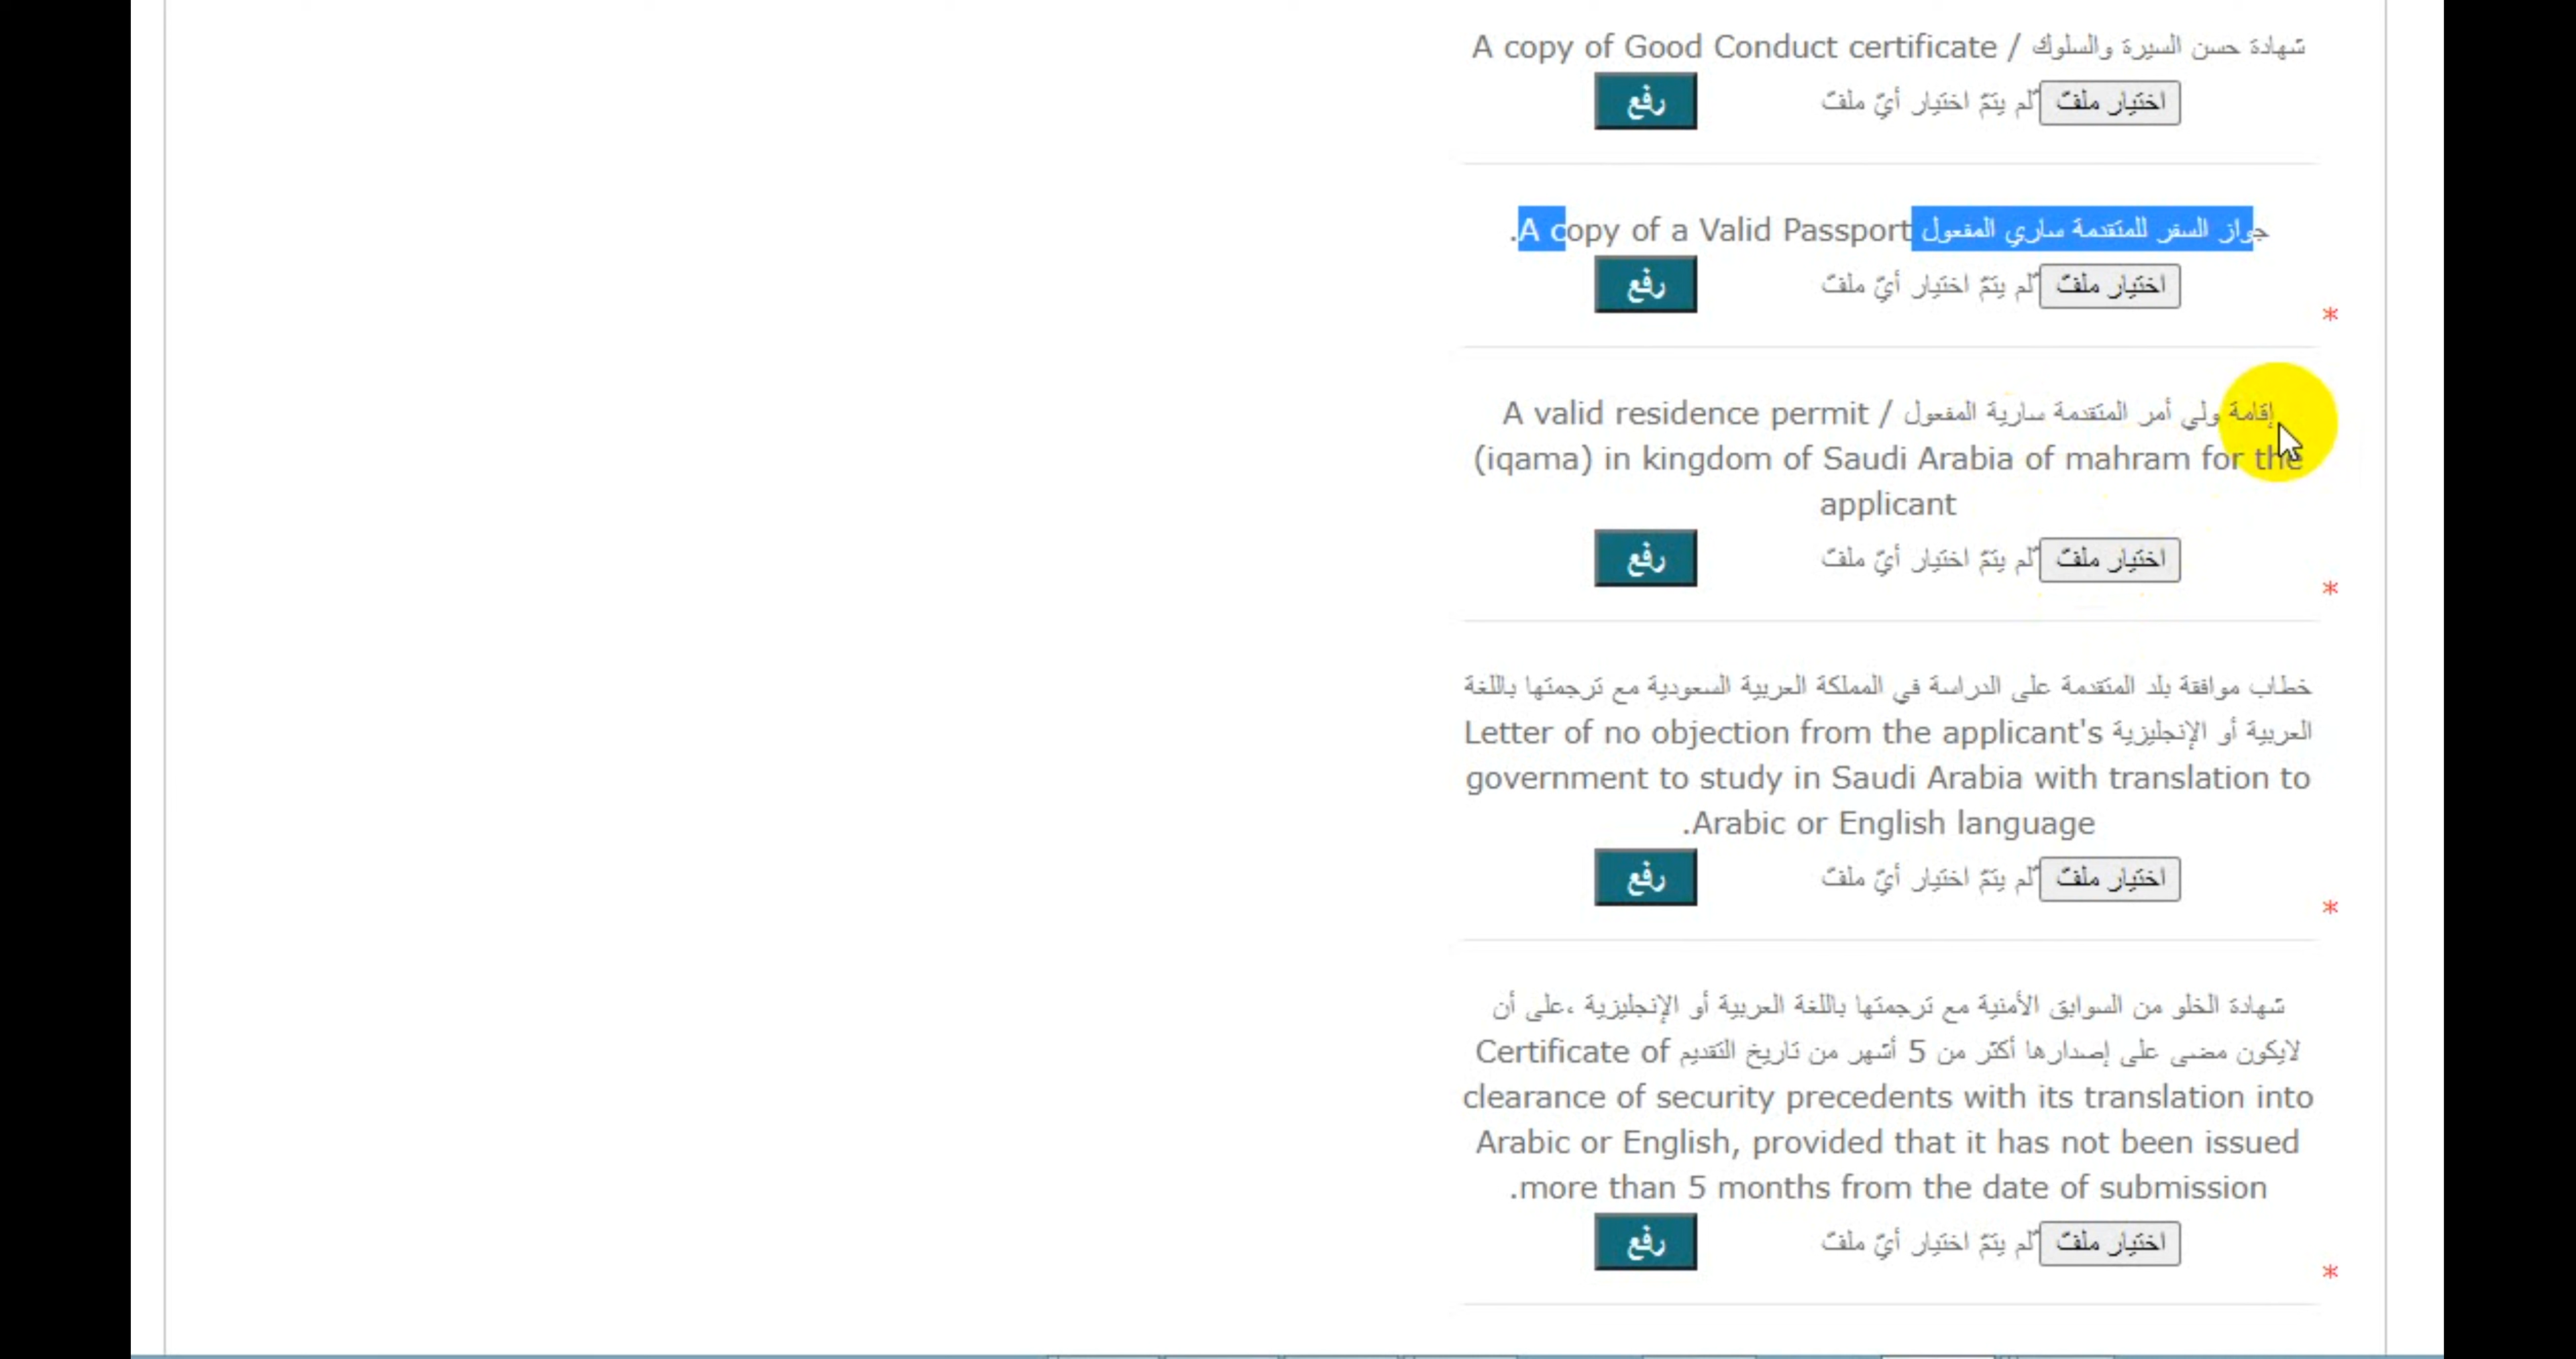 شهادة حسن السيرة والسلوك / A copy of Good Conduct certificate
اختيار ملفّ لم يتمّ اختيار أيّ ملفّ رفع
جواز السفر للمتقدمة ساري المفعول A copy of a Valid Passport.
اختيار ملفّ لم يتمّ اختيار أيّ ملفّ رفع
*
إقامة ولي أمر المتقدمة سارية المفعول / A valid residence permit
(iqama) in kingdom of Saudi Arabia of mahram for the
applicant
اختيار ملفّ لم يتمّ اختيار أيّ ملفّ رفع
*
خطاب موافقة بلد المتقدمة على الدراسة في المملكة العربية السعودية مع ترجمتها باللغة
العربية أو الإنجليزية Letter of no objection from the applicant's
government to study in Saudi Arabia with translation to
Arabic or English language.
اختيار ملفّ لم يتمّ اختيار أيّ ملفّ رفع
*
شهادة الخلو من السوابق الأمنية مع ترجمتها باللغة العربية أو الإنجليزية ،على أن
لايكون مضى على إصدارها أكثر من 5 أشهر من تاريخ التقديم Certificate of
clearance of security precedents with its translation into
Arabic or English, provided that it has not been issued
more than 5 months from the date of submission.
اختيار ملفّ لم يتمّ اختيار أيّ ملفّ رفع
*